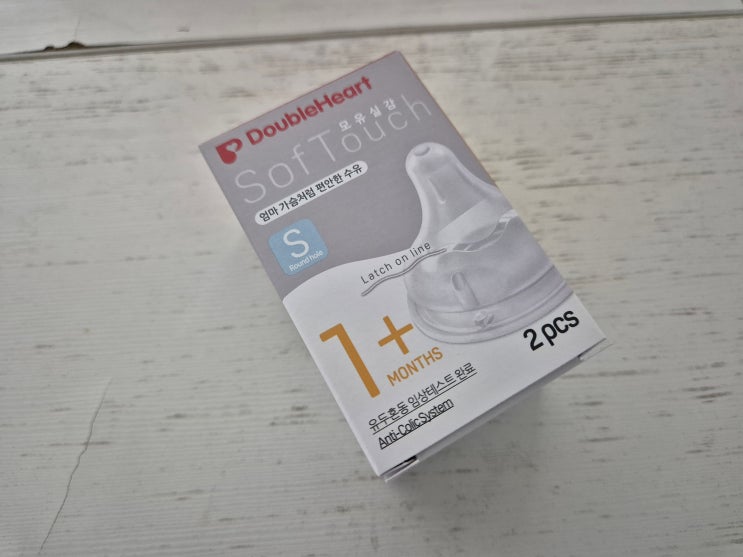 DoubleHeart
모유실감
SofTouch
엄마 가슴처럼 편안한 수유
S
Round hole
Latch on line
1+
MONTHS
2 pcs
유두혼동 임상테스트 완료
Anti-Colic System